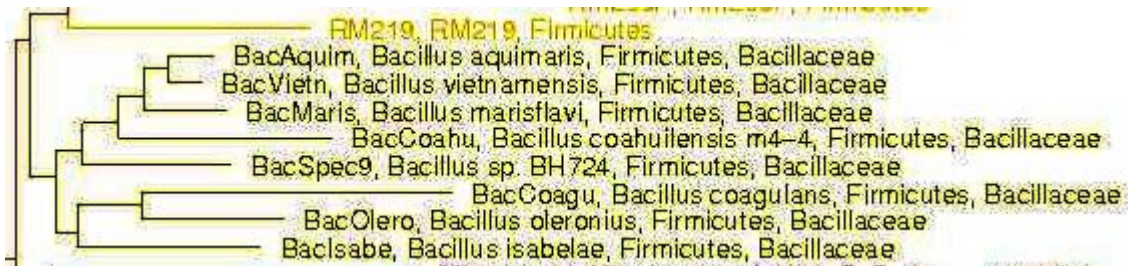 RM219, RM219, Firmicutes
BacAquim, Bacillus aquimaris, Firmicutes, Bacillaceae
BacVietn, Bacillus vietnamensis, Firmicutes, Bacillaceae
BacMaris, Bacillus marisflavi, Firmicutes, Bacillaceae
BacCoahu, Bacillus coahuilensis m4-4, Firmicutes, Bacillaceae
BacSpec9, Bacillus sp. BH724, Firmicutes, Bacillaceae
BacCoagu, Bacillus coagulans, Firmicutes, Bacillaceae
BacOlero, Bacillus oleronius, Firmicutes, Bacillaceae
BacIsabe, Bacillus isabelae, Firmicutes, Bacillaceae